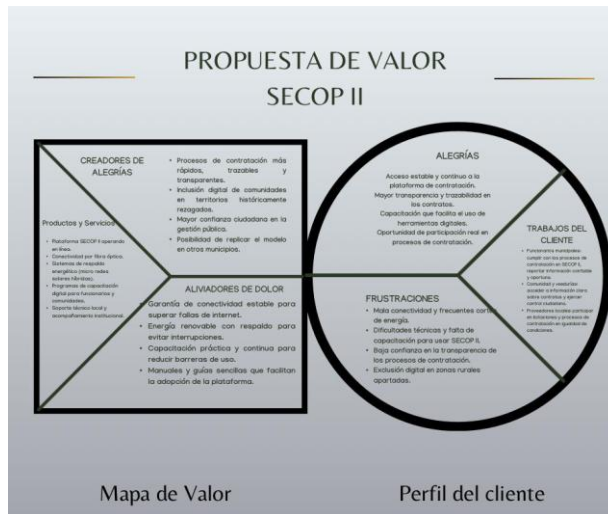 PROPUESTA DE VALOR
SECOP II
CREADORES DE
ALEGRÍAS
• Procesos de contratación más
rápidos, trazables y
transparentes.
• Inclusión digital de comunidades
en territorios históricamente
rezagados.
• Mayor confianza ciudadana en la
gestión pública.
• Posibilidad de replicar el modelo
en otros municipios.
Productos y Servicios
• Plataforma SECOP II operando
en línea.
• Conectividad por fibra óptica.
• Sistemas de respaldo
energético (micro redes
solares híbridas).
• Programas de capacitación
digital para funcionarios y
comunidades.
• Soporte técnico local y
acompañamiento institucional.
ALIVIADORES DE DOLOR
• Garantía de conectividad estable para
superar fallas de internet.
• Energía renovable con respaldo para
evitar interrupciones.
• Capacitación práctica y continua para
reducir barreras de uso.
• Manuales y guías sencillas que facilitan
la adopción de la plataforma.
ALEGRÍAS
Acceso estable y continuo a la
plataforma de contratación.
Mayor transparencia y trazabilidad en
los contratos.
Capacitación que facilita el uso de
herramientas digitales.
Oportunidad de participación real en
procesos de contratación.
TRABAJOS DEL
CLIENTE
• Funcionarios municipales:
cumplir con los procesos de
contratación en SECOP II,
reportar información contable
y oportuna.
• Comunidad y veedurías:
acceder a información clara
sobre contratos y ejercer
control ciudadano.
• Proveedores locales: participar
en licitaciones y procesos de
contratación en igualdad de
condiciones.
FRUSTRACIONES
• Mala conectividad y frecuentes cortes
de energía.
• Dificultades técnicas y falta de
capacitación para usar SECOP II.
• Baja confianza en la transparencia de
los procesos de contratación.
• Exclusión digital en zonas rurales
apartadas.
Mapa de Valor
Perfil del cliente